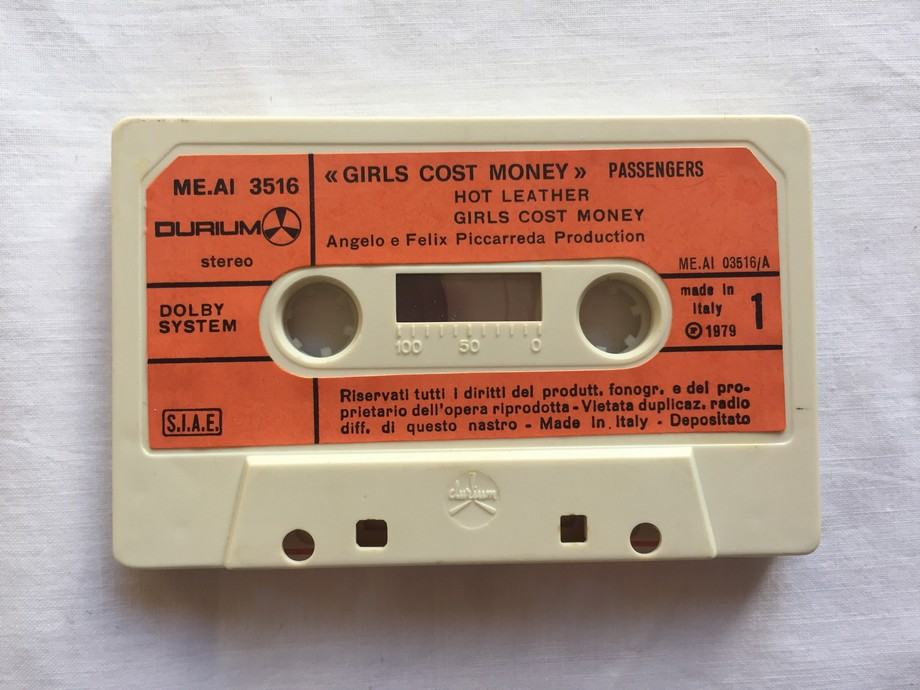 ME.AI 3516
DURIUM
stereo
DOLBY
SYSTEM
S.I.A.E.
«GIRLS COST MONEY» PASSENGERS
HOT LEATHER
GIRLS COST MONEY
Angelo e Felix Piccarreda Production
ME.AI 03516/A
made in
Italy
1
Ⓟ 1979
100 50 0
Riservati tutti i diritti del produtt. fonogr. e del pro-
prietario dell'opera riprodotta - Vietata duplicaz. radio
diff. di questo nastro - Made in Italy - Depositato
durium